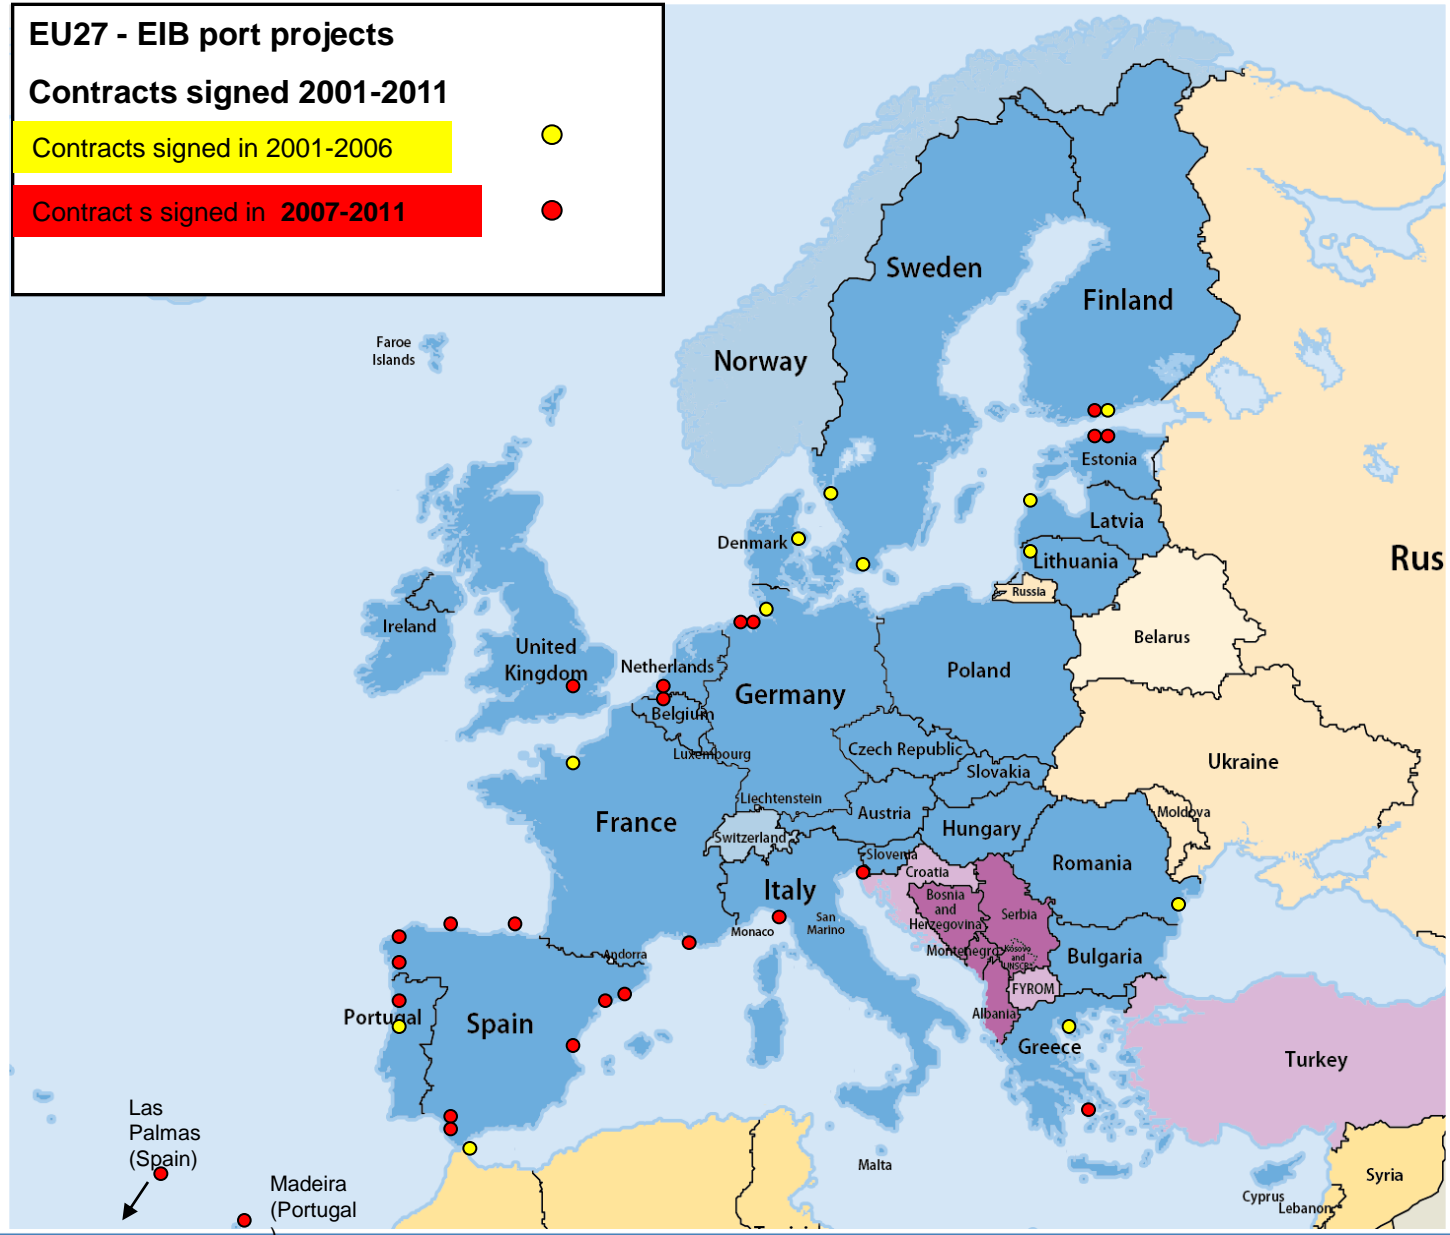 EU27 - EIB port projects
Contracts signed 2001-2011
Contracts signed in 2001-2006
Contract s signed in 2007-2011
Faroe
Islands
Sweden
Finland
Norway
Estonia
Latvia
Denmark
Lithuania
Rus
Russia
Ireland
Belarus
United
Kingdom
Netherlands
Poland
Germany
Belgium
Luxembourg
Czech Republic
Ukraine
Slovakia
Liechtenstein
Austria
Moldova
France
Switzerland
Hungary
Slovenia
Romania
Croatia
Italy
Bosnia
and
Herzegovina
Serbia
San
Marino
Monaco
Montenegro
Kosovo
and
UNSCR
Andorra
Bulgaria
FYROM
Portugal
Spain
Albania
Greece
Turkey
Las
Palmas
(Spain)
Malta
Syria
Madeira
(Portugal
)
Cyprus
Lebanon